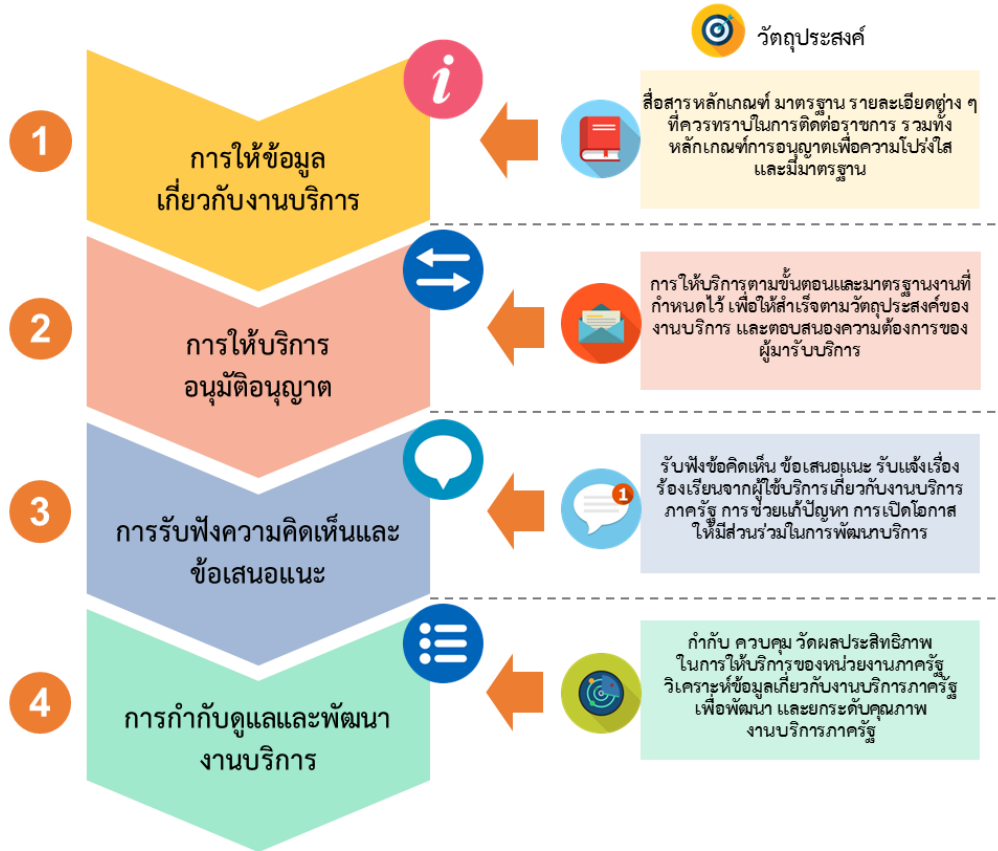 วัตถุประสงค์
1
การให้ข้อมูล
เกี่ยวกับงานบริการ
สื่อสารหลักเกณฑ์ มาตรฐาน รายละเอียดต่าง ๆ
ที่ควรทราบในการติดต่อราชการ รวมทั้ง
หลักเกณฑ์การอนุญาตเพื่อความโปร่งใส
และมีมาตรฐาน
2
การให้บริการ
อนุมัติอนุญาต
การให้บริการตามขั้นตอนและมาตรฐานงานที่
กำหนดไว้ เพื่อให้สำเร็จตามวัตถุประสงค์ของ
งานบริการ และตอบสนองความต้องการของ
ผู้มารับบริการ
3
การรับฟังความคิดเห็นและ
ข้อเสนอแนะ
1
รับฟังข้อคิดเห็น ข้อเสนอแนะ รับแจ้งเรื่อง
ร้องเรียนจากผู้ใช้บริการเกี่ยวกับงานบริการ
ภาครัฐ การช่วยแก้ปัญหา การเปิดโอกาส
ให้มีส่วนร่วมในการพัฒนาบริการ
4
การกำกับดูแลและพัฒนา
งานบริการ
กำกับ ควบคุม วัดผลประสิทธิภาพ
ในการให้บริการของหน่วยงานภาครัฐ
วิเคราะห์ข้อมูลเกี่ยวกับงานบริการภาครัฐ
เพื่อพัฒนา และยกระดับคุณภาพ
งานบริการภาครัฐ